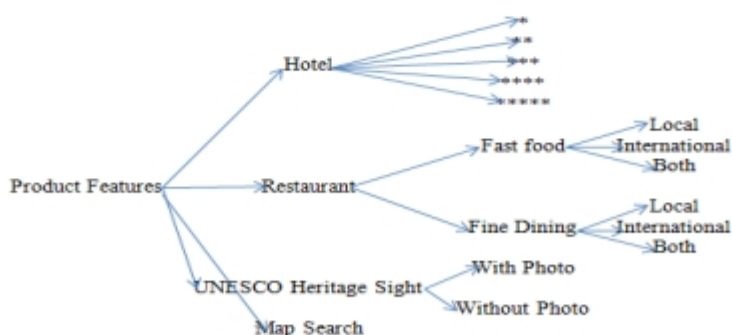 *
**
Hotel
***
****
*****
Local
Fast food
International
Both
Product Features
Restaurant
Local
Fine Dining
International
Both
With Photo
UNESCO Heritage Sight
Without Photo
Map Search